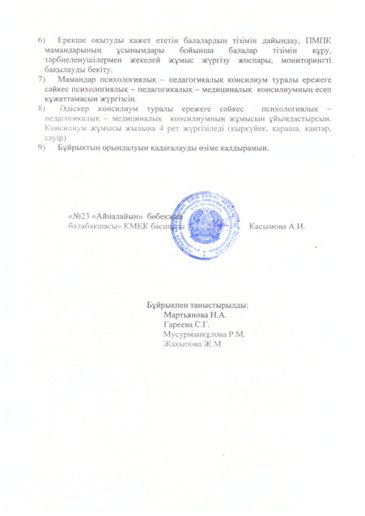 6) Ерекше оқытуды қажет ететін балалардың тізімін дайындау, ПМПК
мамандарының ұсынымдары бойынша балалар тізімін құру,
тәрбиеленушілермен жекелей жұмыс жүргізу жоспары, мониторингті
бақылауды бекіту.
7) Мамандар психологиялық – педагогикалық консилиум туралы ережеге
сәйкес психологиялық – педагогикалық – медициналық консилиумның есеп
құжаттамасын жүргізсін.
8) Әдіскер консилиум туралы ережеге сәйкес психологиялық –
педагогикалық – медициналық консилиумның жұмысын ұйымдастырсын.
Консилиум жұмысы жылына 4 рет жүргізіледі (қыркүйек, қараша, қаңтар,
сәуір)
9) Бұйрықтың орындалуын қадағалауды өзіме қалдырамын.
«№23 «Айналайын» бөбекжай
балабақшасы» КМҚК басшысы Касымова А.И.
Бұйрықпен таныстырылды:
Мартьянова Н.А.
Гареева С.Г.
Мусурманкулова Р.М.
Жакыпова Ж.М